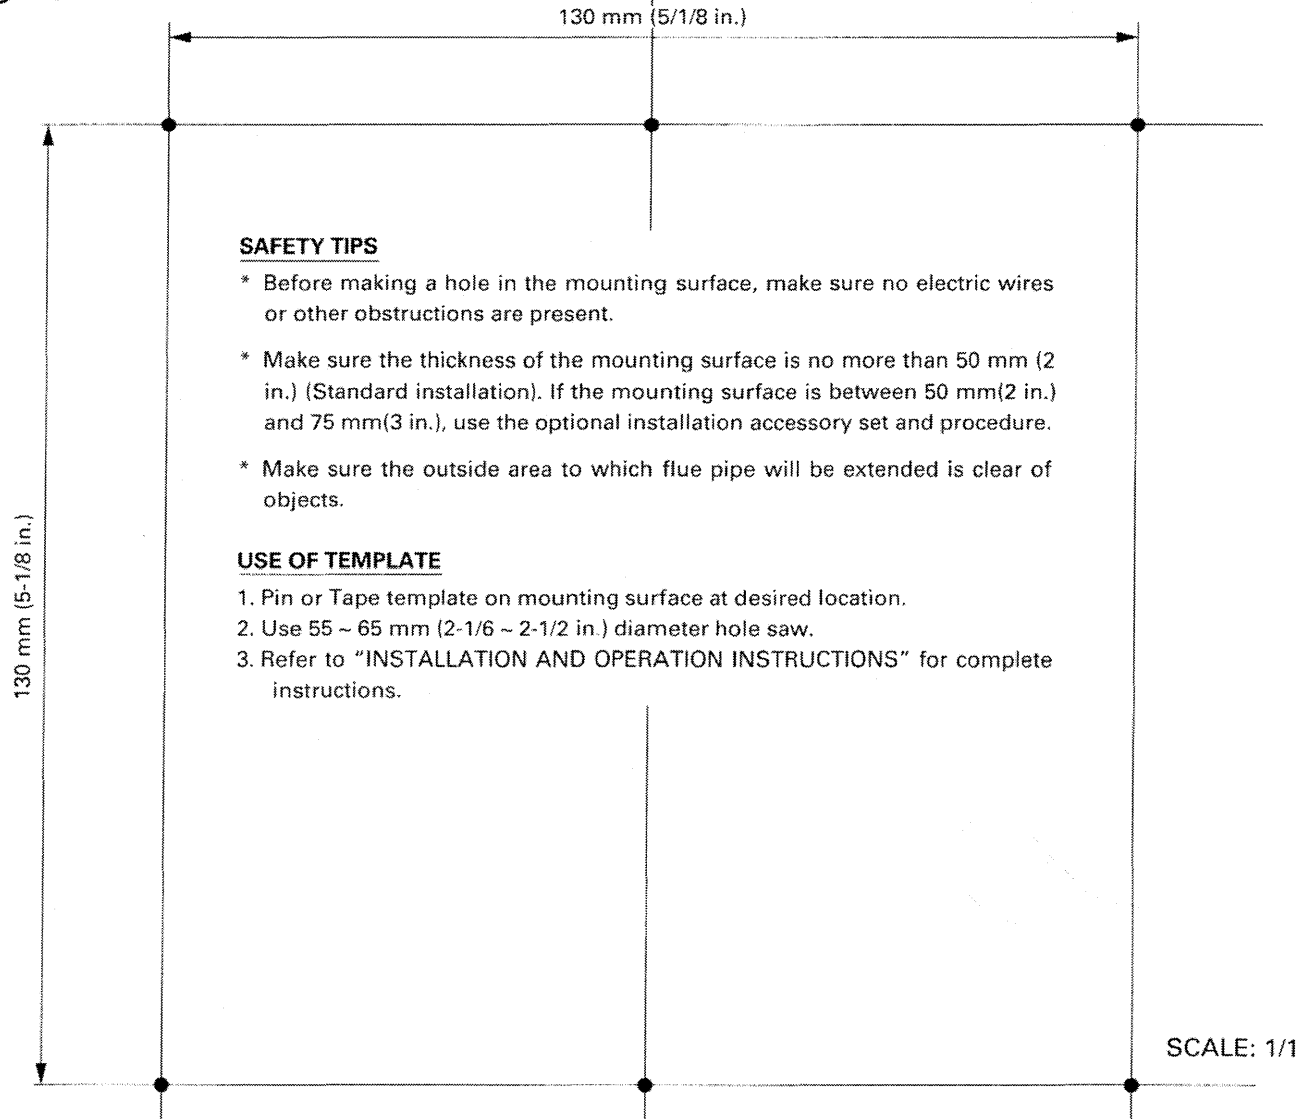 130 mm (5/1/8 in.)
SAFETY TIPS
* Before making a hole in the mounting surface, make sure no electric wires
or other obstructions are present.
* Make sure the thickness of the mounting surface is no more than 50 mm (2
in.) (Standard installation). If the mounting surface is between 50 mm(2 in.)
and 75 mm(3 in.), use the optional installation accessory set and procedure.
* Make sure the outside area to which flue pipe will be extended is clear of
objects.
130 mm (5-1/8 in.)
USE OF TEMPLATE
1. Pin or Tape template on mounting surface at desired location.
2. Use 55 ~ 65 mm (2-1/6 ~ 2-1/2 in.) diameter hole saw.
3. Refer to "INSTALLATION AND OPERATION INSTRUCTIONS" for complete
instructions.
SCALE: 1/1